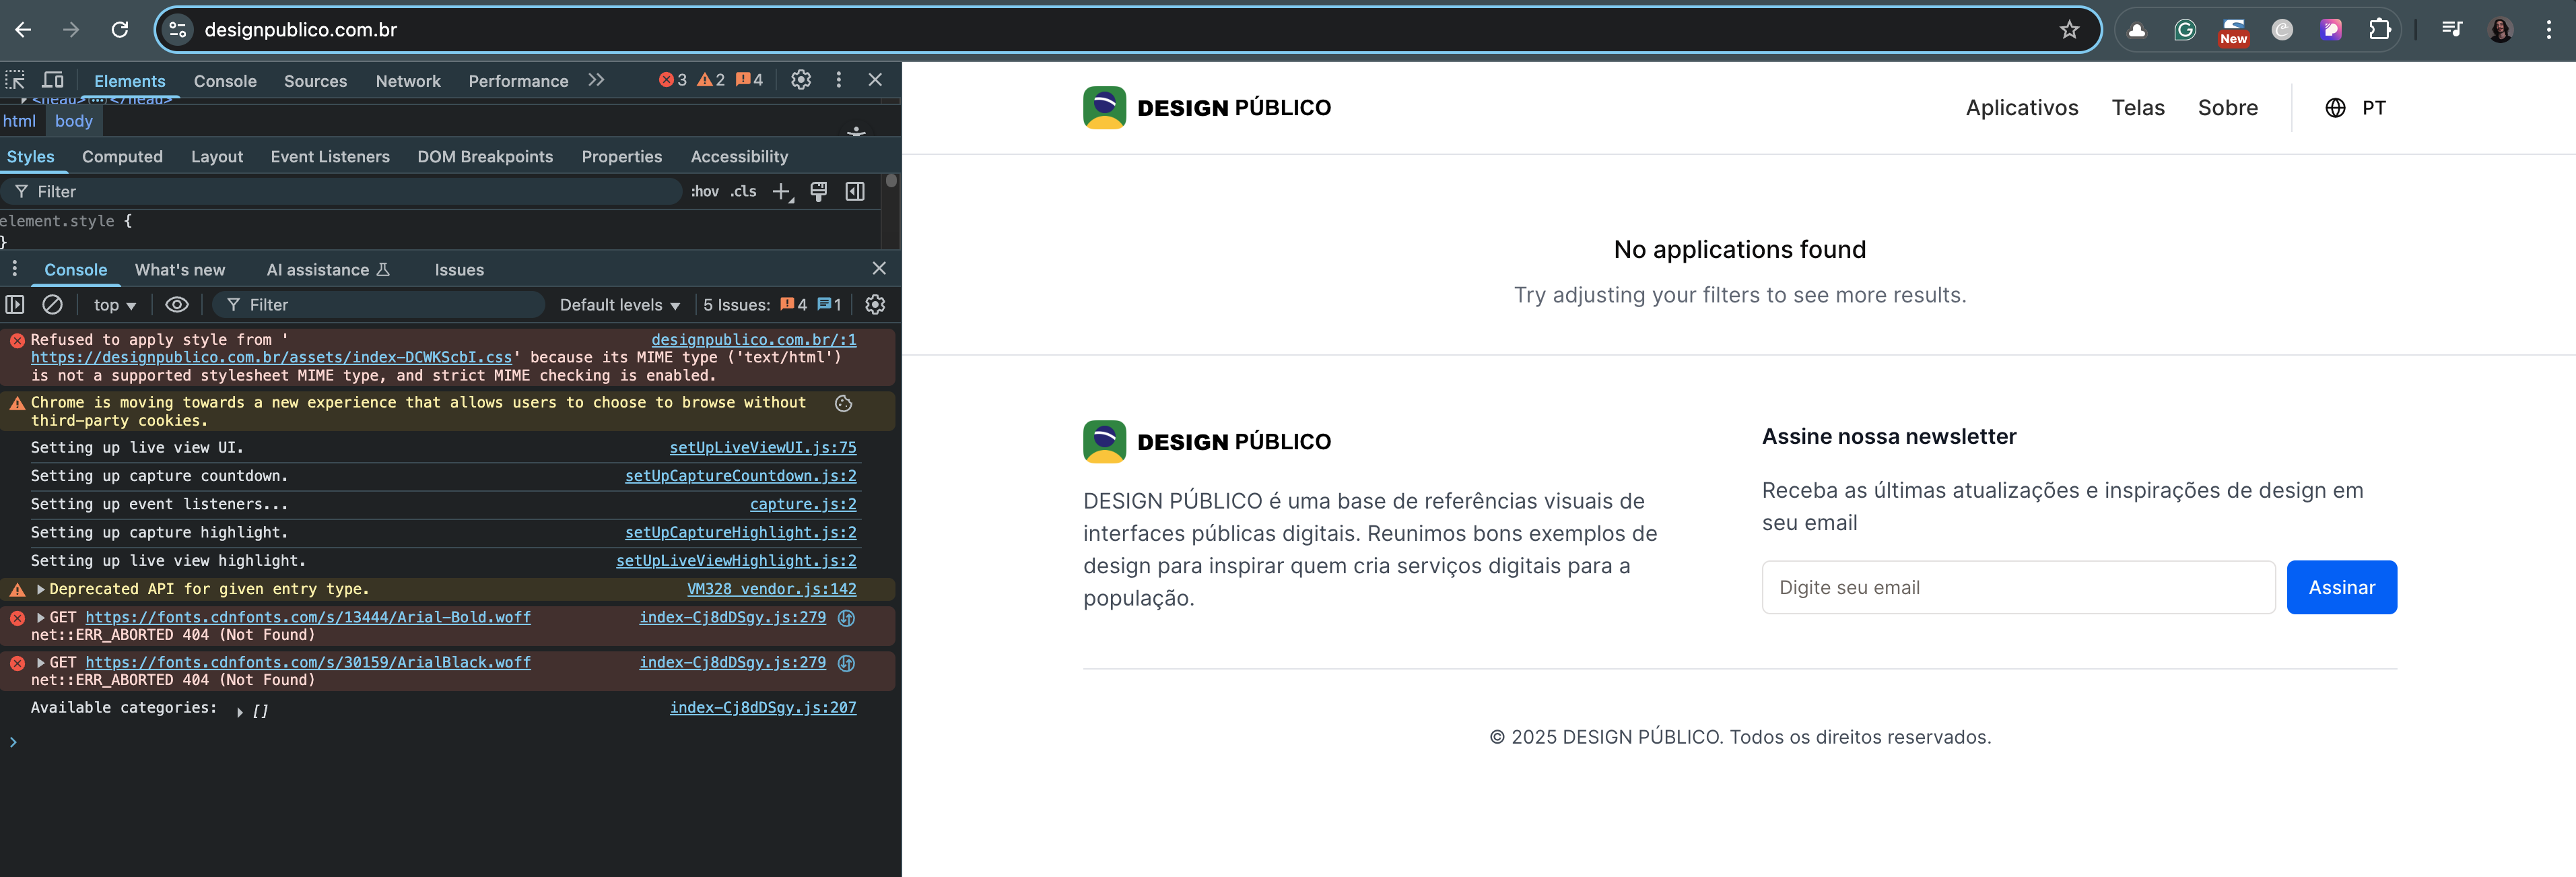 designpublico.com.br
New
Elements Console Sources Network Performance 3 2 4
<head> ... </head>
html body
Styles Computed Layout Event Listeners DOM Breakpoints Properties Accessibility
Filter :hov .cls
element.style {
}
Console What's new AI assistance Issues
top Filter Default levels 5 Issues: 4 1
Refused to apply style from ' designpublico.com.br/:1
https://designpublico.com.br/assets/index-DCWKScbI.css' because its MIME type ('text/html')
is not a supported stylesheet MIME type, and strict MIME checking is enabled.
Chrome is moving towards a new experience that allows users to choose to browse without
third-party cookies.
Setting up live view UI. setUpLiveViewUI.js:75
Setting up capture countdown. setUpCaptureCountdown.js:2
Setting up event listeners... capture.js:2
Setting up capture highlight. setUpCaptureHighlight.js:2
Setting up live view highlight. setUpLiveViewHighlight.js:2
Deprecated API for given entry type. VM328 vendor.js:142
GET https://fonts.cdnfonts.com/s/13444/Arial-Bold.woff index-Cj8dDSgy.js:279
net::ERR_ABORTED 404 (Not Found)
GET https://fonts.cdnfonts.com/s/30159/ArialBlack.woff index-Cj8dDSgy.js:279
net::ERR_ABORTED 404 (Not Found)
Available categories: [] index-Cj8dDSgy.js:207
DESIGN PÚBLICO Aplicativos Telas Sobre PT
No applications found
Try adjusting your filters to see more results.
DESIGN PÚBLICO
DESIGN PÚBLICO é uma base de referências visuais de
interfaces públicas digitais. Reunimos bons exemplos de
design para inspirar quem cria serviços digitais para a
população.
Assine nossa newsletter
Receba as últimas atualizações e inspirações de design em
seu email
Digite seu email Assinar
© 2025 DESIGN PÚBLICO. Todos os direitos reservados.